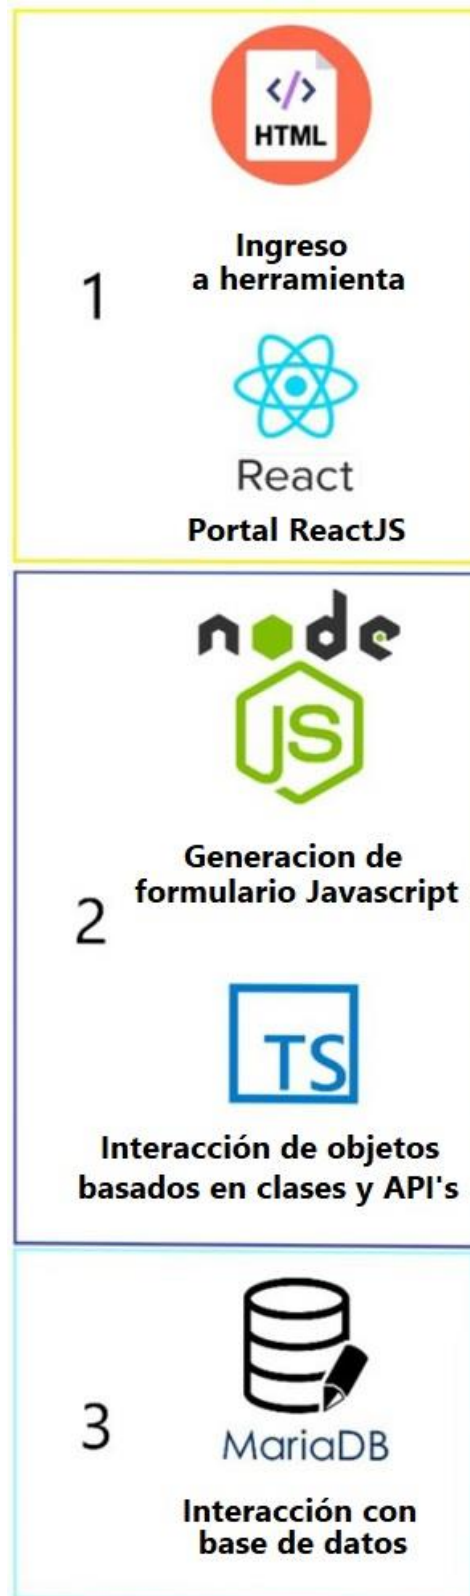 </>
HTML
Ingreso
a herramienta
1
React
Portal ReactJS
node
JS
Generacion de
formulario Javascript
2
TS
Interacción de objetos
basados en clases y API's
3
MariaDB
Interacción con
base de datos